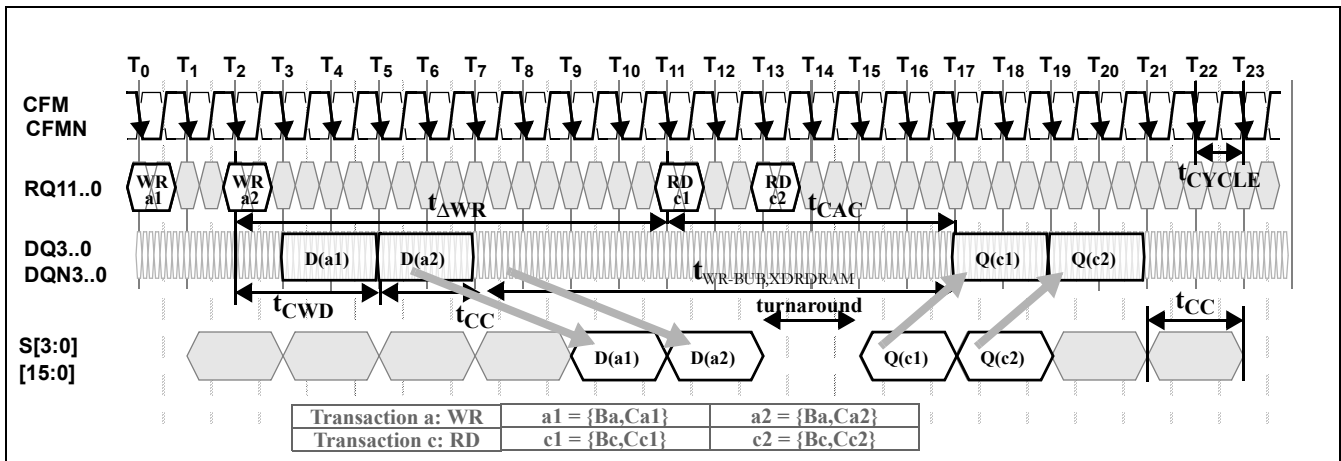 T0 T1 T2 T3 T4 T5 T6 T7 T8 T9 T10 T11 T12 T13 T14 T15 T16 T17 T18 T19 T20 T21 T22 T23
CFM
CFMN
RQ11..0
WR a1
WR a2
RD c1
RD c2
tCYCLE
tΔWR
tCAC
DQ3..0
DQN3..0
D(a1)
D(a2)
Q(c1)
Q(c2)
tWR-BUB,XDRDRAM
tCWD
tCC
turnaround
tCC
S[3:0]
[15:0]
D(a1)
D(a2)
Q(c1)
Q(c2)
Transaction a: WR a1 = {Ba,Ca1} a2 = {Ba,Ca2}
Transaction c: RD c1 = {Bc,Cc1} c2 = {Bc,Cc2}